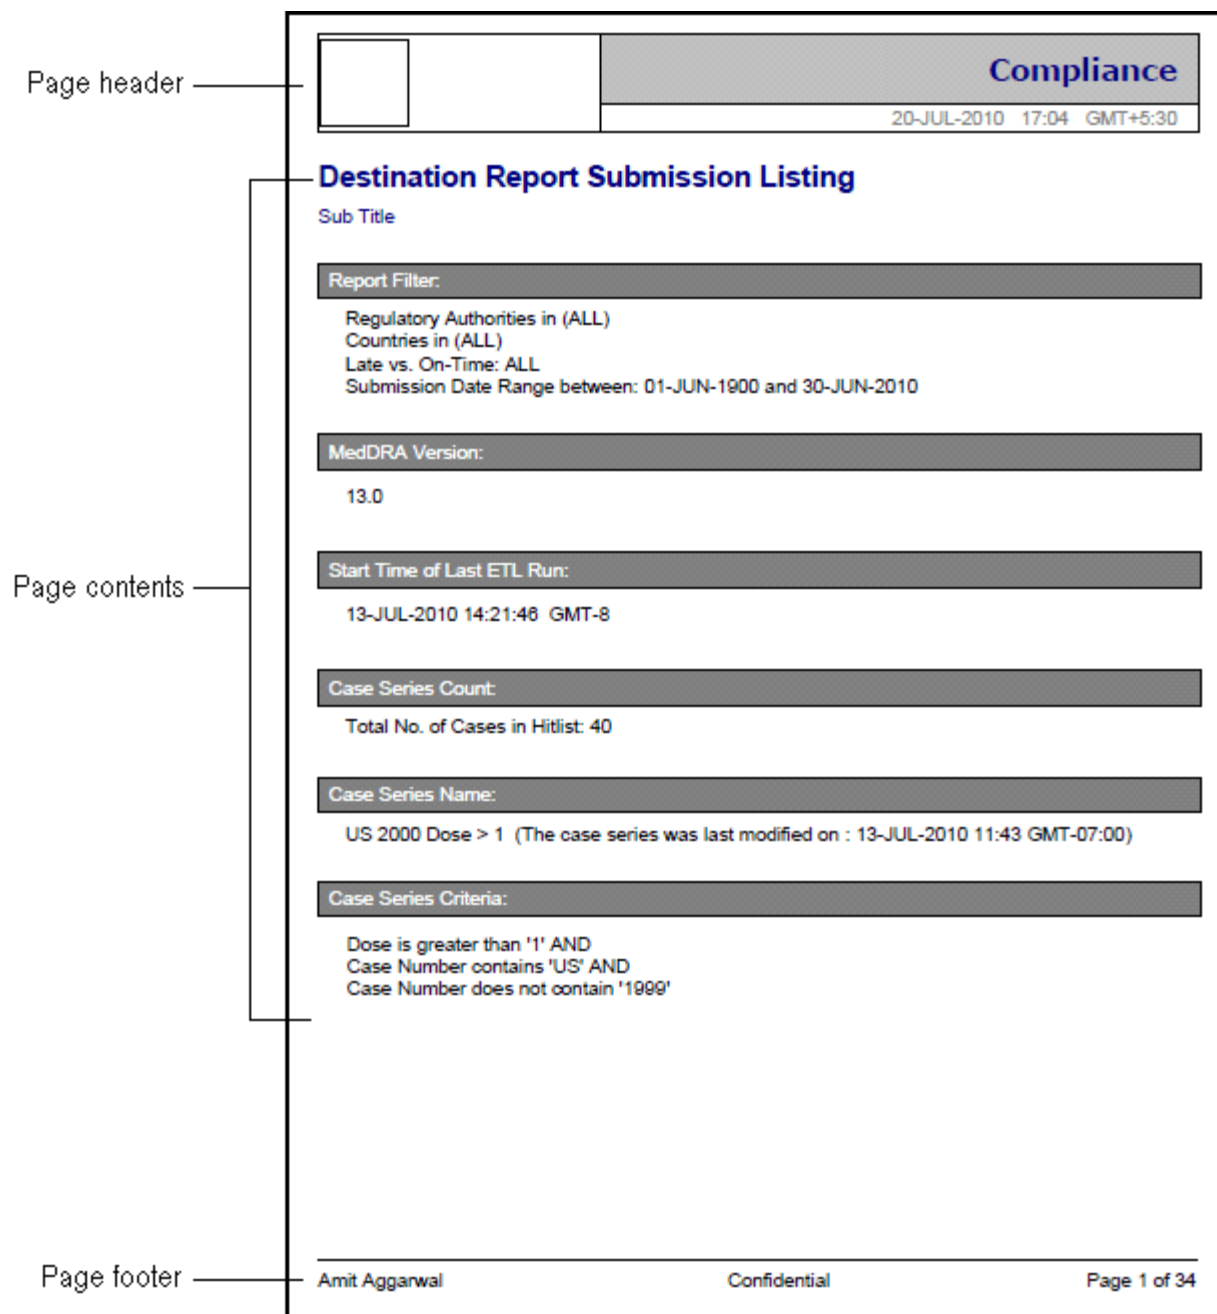 Page header
Compliance
20-JUL-2010 17:04 GMT+5:30
Destination Report Submission Listing
Sub Title
Report Filter:
Regulatory Authorities in (ALL)
Countries in (ALL)
Late vs. On-Time: ALL
Submission Date Range between: 01-JUN-1900 and 30-JUN-2010
MedDRA Version:
13.0
Page contents
Start Time of Last ETL Run:
13-JUL-2010 14:21:46 GMT-8
Case Series Count:
Total No. of Cases in Hitlist: 40
Case Series Name:
US 2000 Dose > 1 (The case series was last modified on : 13-JUL-2010 11:43 GMT-07:00)
Case Series Criteria:
Dose is greater than '1' AND
Case Number contains 'US' AND
Case Number does not contain '1999'
Page footer
Amit Aggarwal Confidential Page 1 of 34